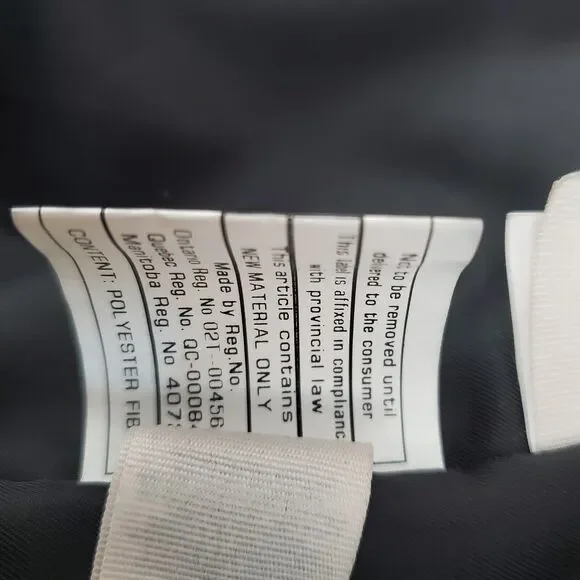 Not to be removed until
delivered to the consumer
This label is affixed in complianc
with provincial law
This article contains
NEW MATERIAL ONLY
Made by Reg.No.
Ontario Reg. No 02T--00456
Quebec Reg. No. QC-0008
Manitoba Reg. No 407
CONTENT: POLYESTER FIB